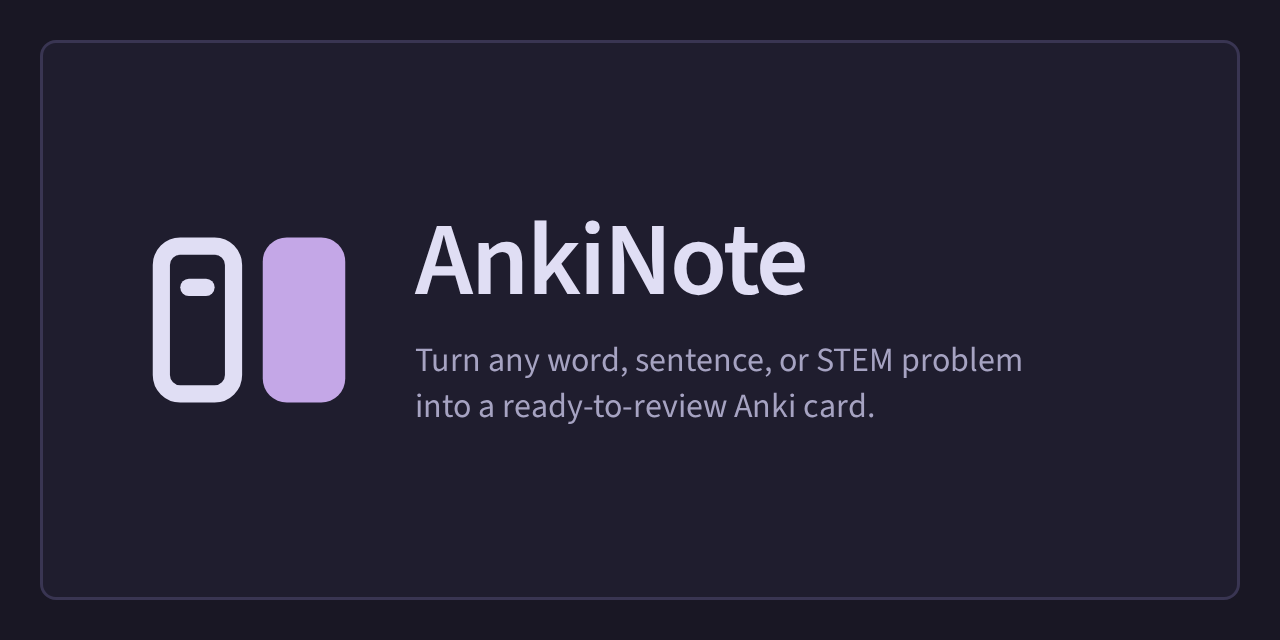 AnkiNote
Turn any word, sentence, or STEM problem
into a ready-to-review Anki card.